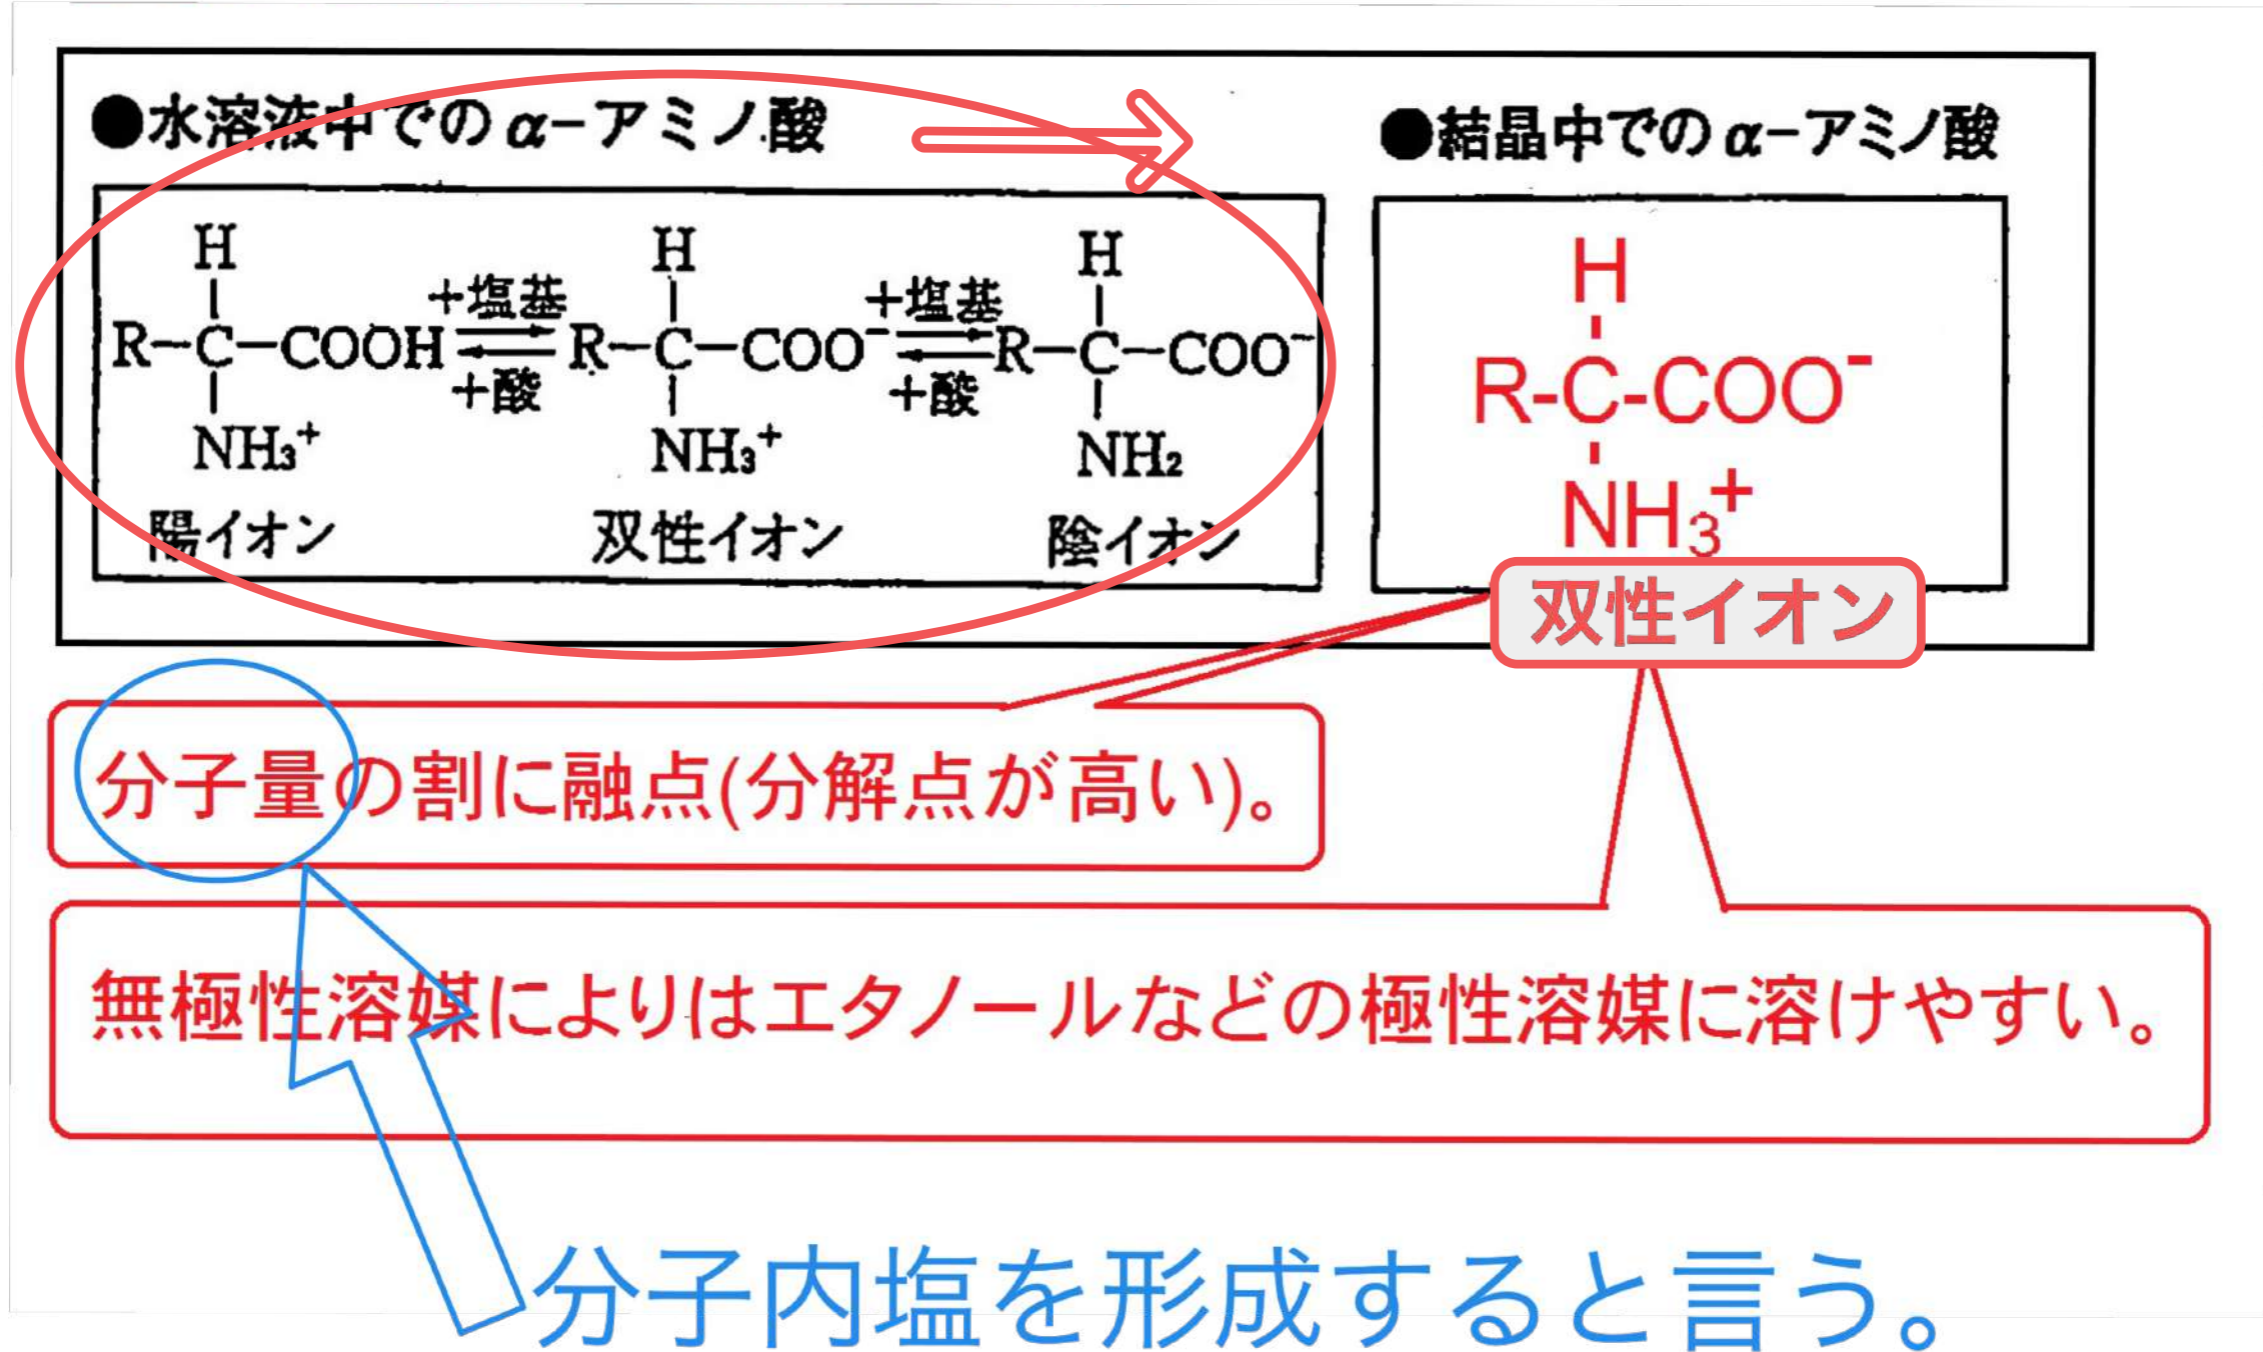 ●水溶液中でのα-アミノ酸
●結晶中でのα-アミノ酸
H
R-C-COOH
NH₃⁺
陽イオン
+塩基
+酸
H
R-C-COO⁻
NH₃⁺
双性イオン
+塩基
+酸
H
R-C-COO⁻
NH₂
陰イオン
H
R-C-COO⁻
NH₃⁺
双性イオン
分子量の割に融点(分解点が高い)。
無極性溶媒によりはエタノールなどの極性溶媒に溶けやすい。
分子内塩を形成すると言う。